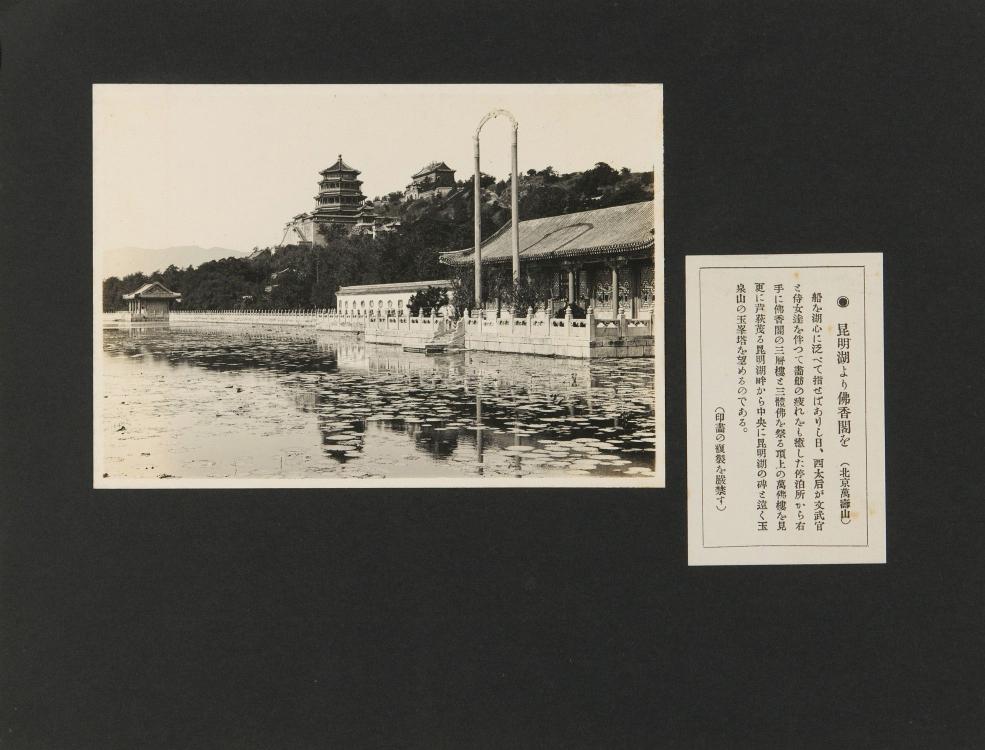 ◉ 昆明湖より佛香閣を （北京萬壽山）
船を湖心に泛べて指せばありし日、西太后が文武官
と侍女達を伴つて畵舫の疲れをも癒した停泊所から右
手に佛香閣の三層樓と三體佛を祭る頂上の萬佛樓を見
更に芦荻茂る昆明湖畔から中央に昆明湖の碑と遠く玉
泉山の玉峯塔を望めるのである。
（印畵の複製を嚴禁す）